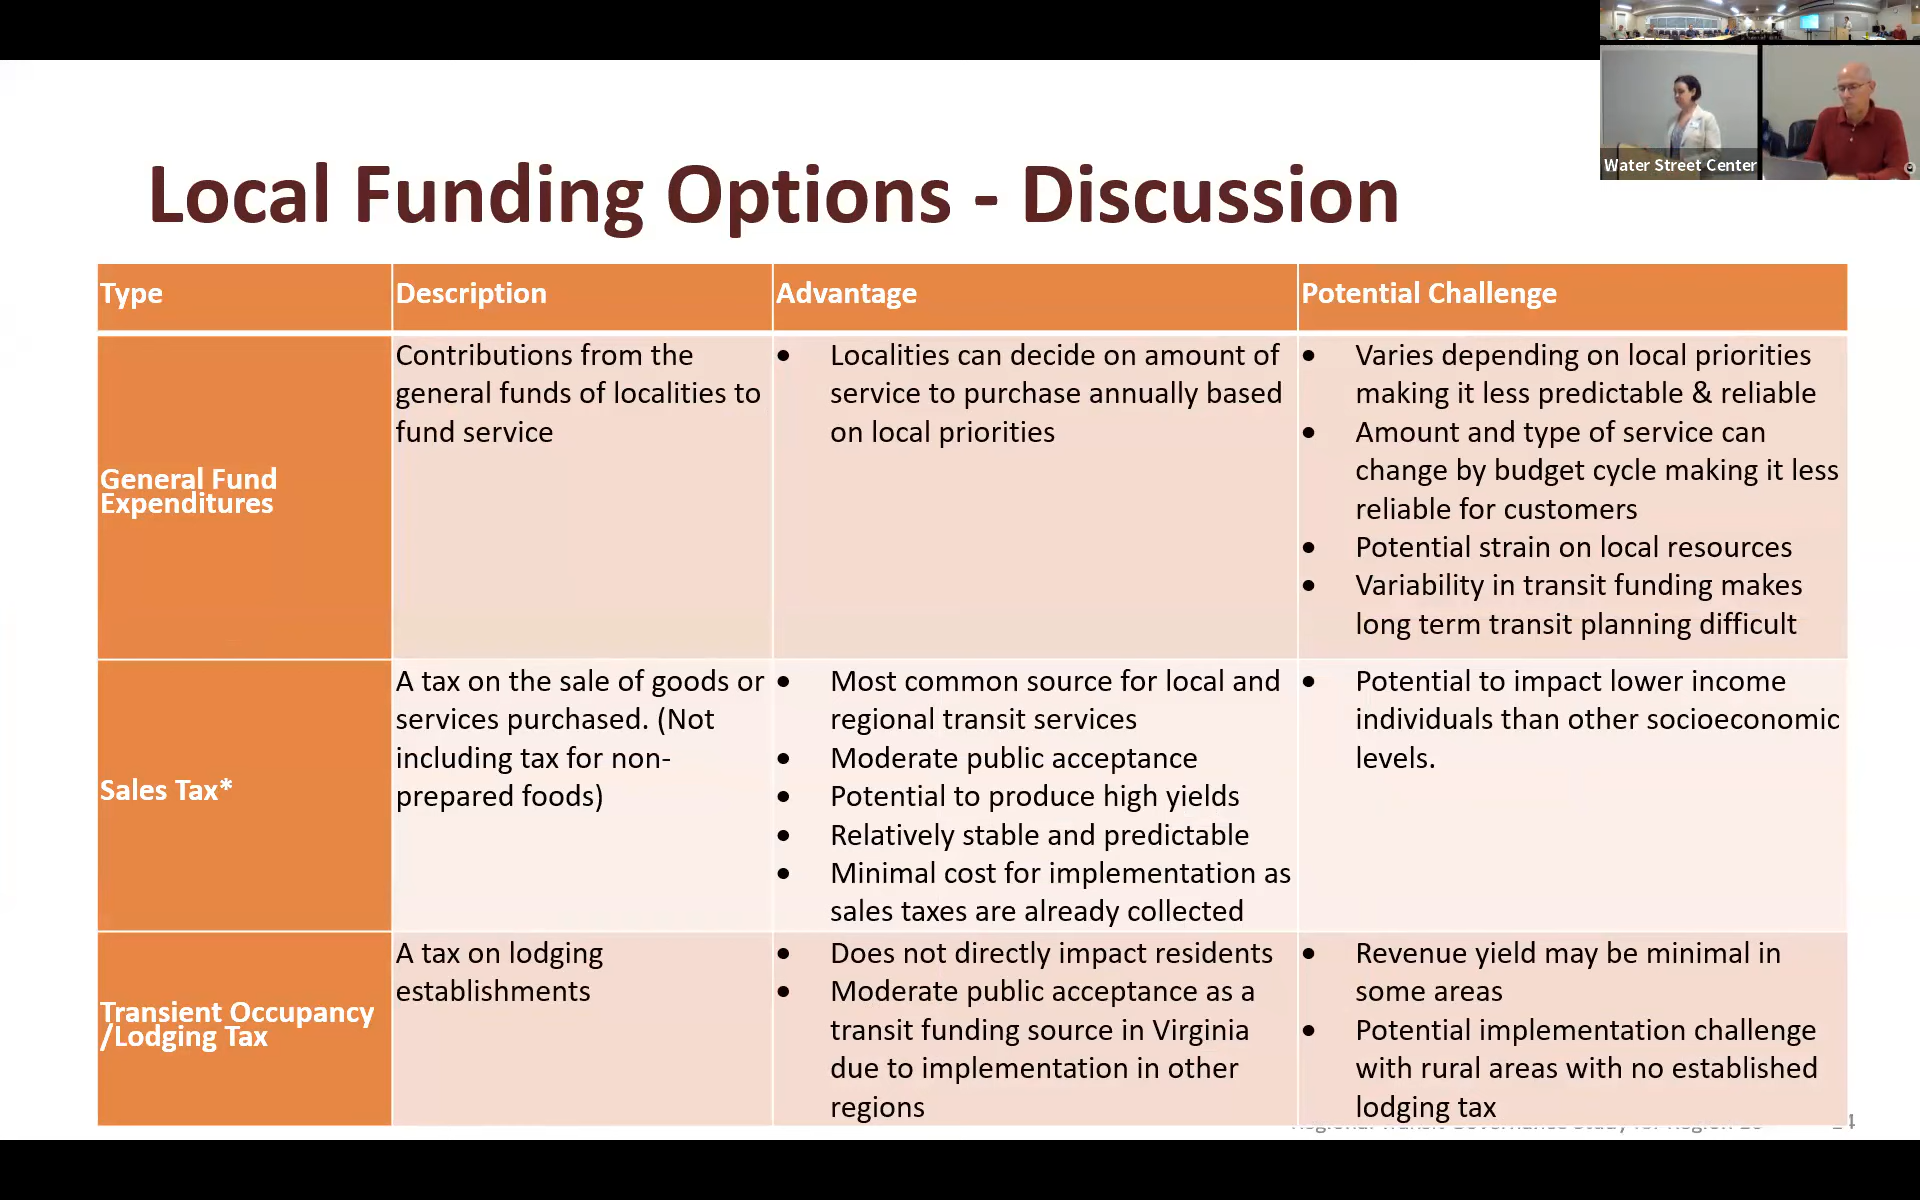 Water Street Center
Local Funding Options - Discussion
Type
Description
Advantage
Potential Challenge
General Fund
Expenditures
Contributions from the
general funds of localities to
fund service
• Localities can decide on amount of
service to purchase annually based
on local priorities
• Varies depending on local priorities
making it less predictable & reliable
• Amount and type of service can
change by budget cycle making it less
reliable for customers
• Potential strain on local resources
• Variability in transit funding makes
long term transit planning difficult
Sales Tax*
A tax on the sale of goods or
services purchased. (Not
including tax for non-
prepared foods)
• Most common source for local and
regional transit services
• Moderate public acceptance
• Potential to produce high yields
• Relatively stable and predictable
• Minimal cost for implementation as
sales taxes are already collected
• Potential to impact lower income
individuals than other socioeconomic
levels.
Transient Occupancy
/Lodging Tax
A tax on lodging
establishments
• Does not directly impact residents
• Moderate public acceptance as a
transit funding source in Virginia
due to implementation in other
regions
• Revenue yield may be minimal in
some areas
• Potential implementation challenge
with rural areas with no established
lodging tax